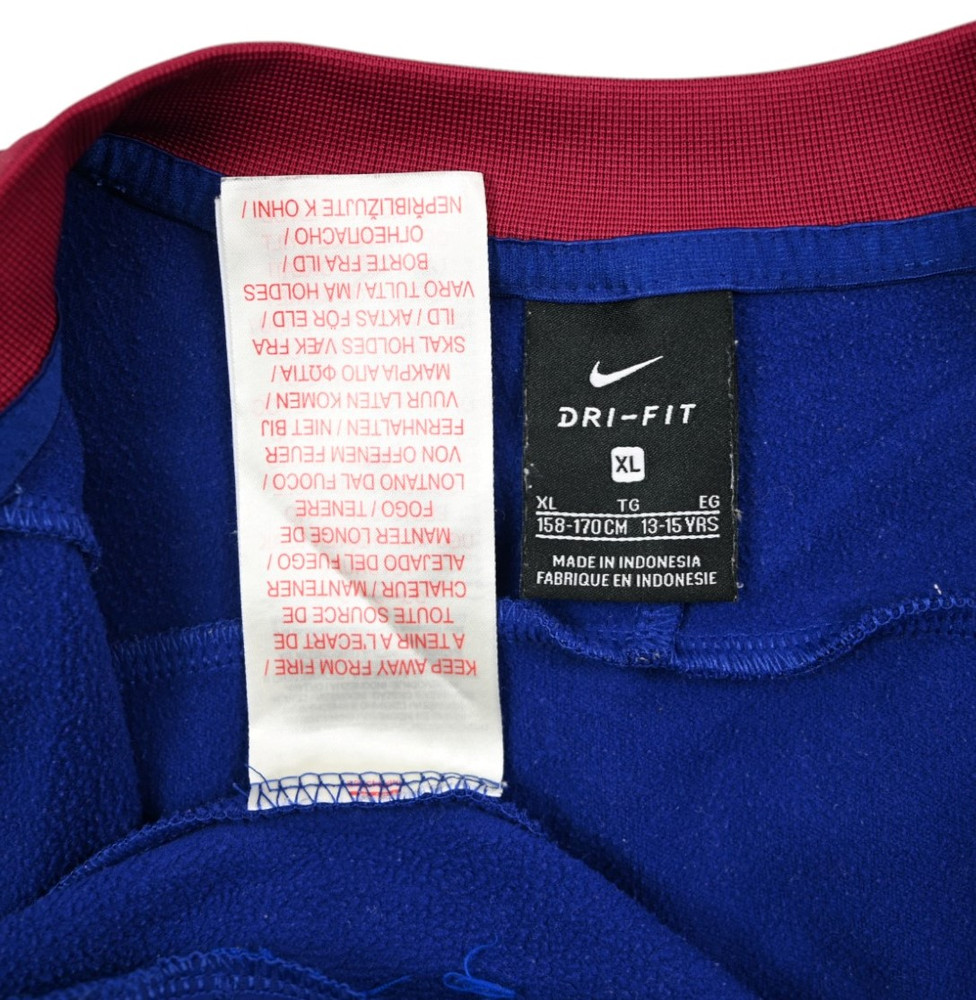 KEEP AWAY FROM FIRE /
A TENIR A L'ECART DE
TOUTE SOURCE DE
CHALEUR / MANTENER
ALEJADO DEL FUEGO /
MANTER LONGE DE
FOGO / TENERE
LONTANO DAL FUOCO /
VON OFFENEM FEUER
FERNHALTEN / NIET BIJ
VUUR LATEN KOMEN /
ΜΑΚΡΙΑ ΑΠΟ ΦΩΤΙΑ /
SKAL HOLDES VÆK FRA
ILD / AKTAS FÖR ELD /
VARO TULTA / MÅ HOLDES
BORTE FRA ILD /
ОГНЕОПАСНО /
NEPŘIBLIŽUJTE K OHNI /
DRI-FIT
XL
XL TG EG
158-170CM 13-15 YRS
MADE IN INDONESIA
FABRIQUE EN INDONESIE